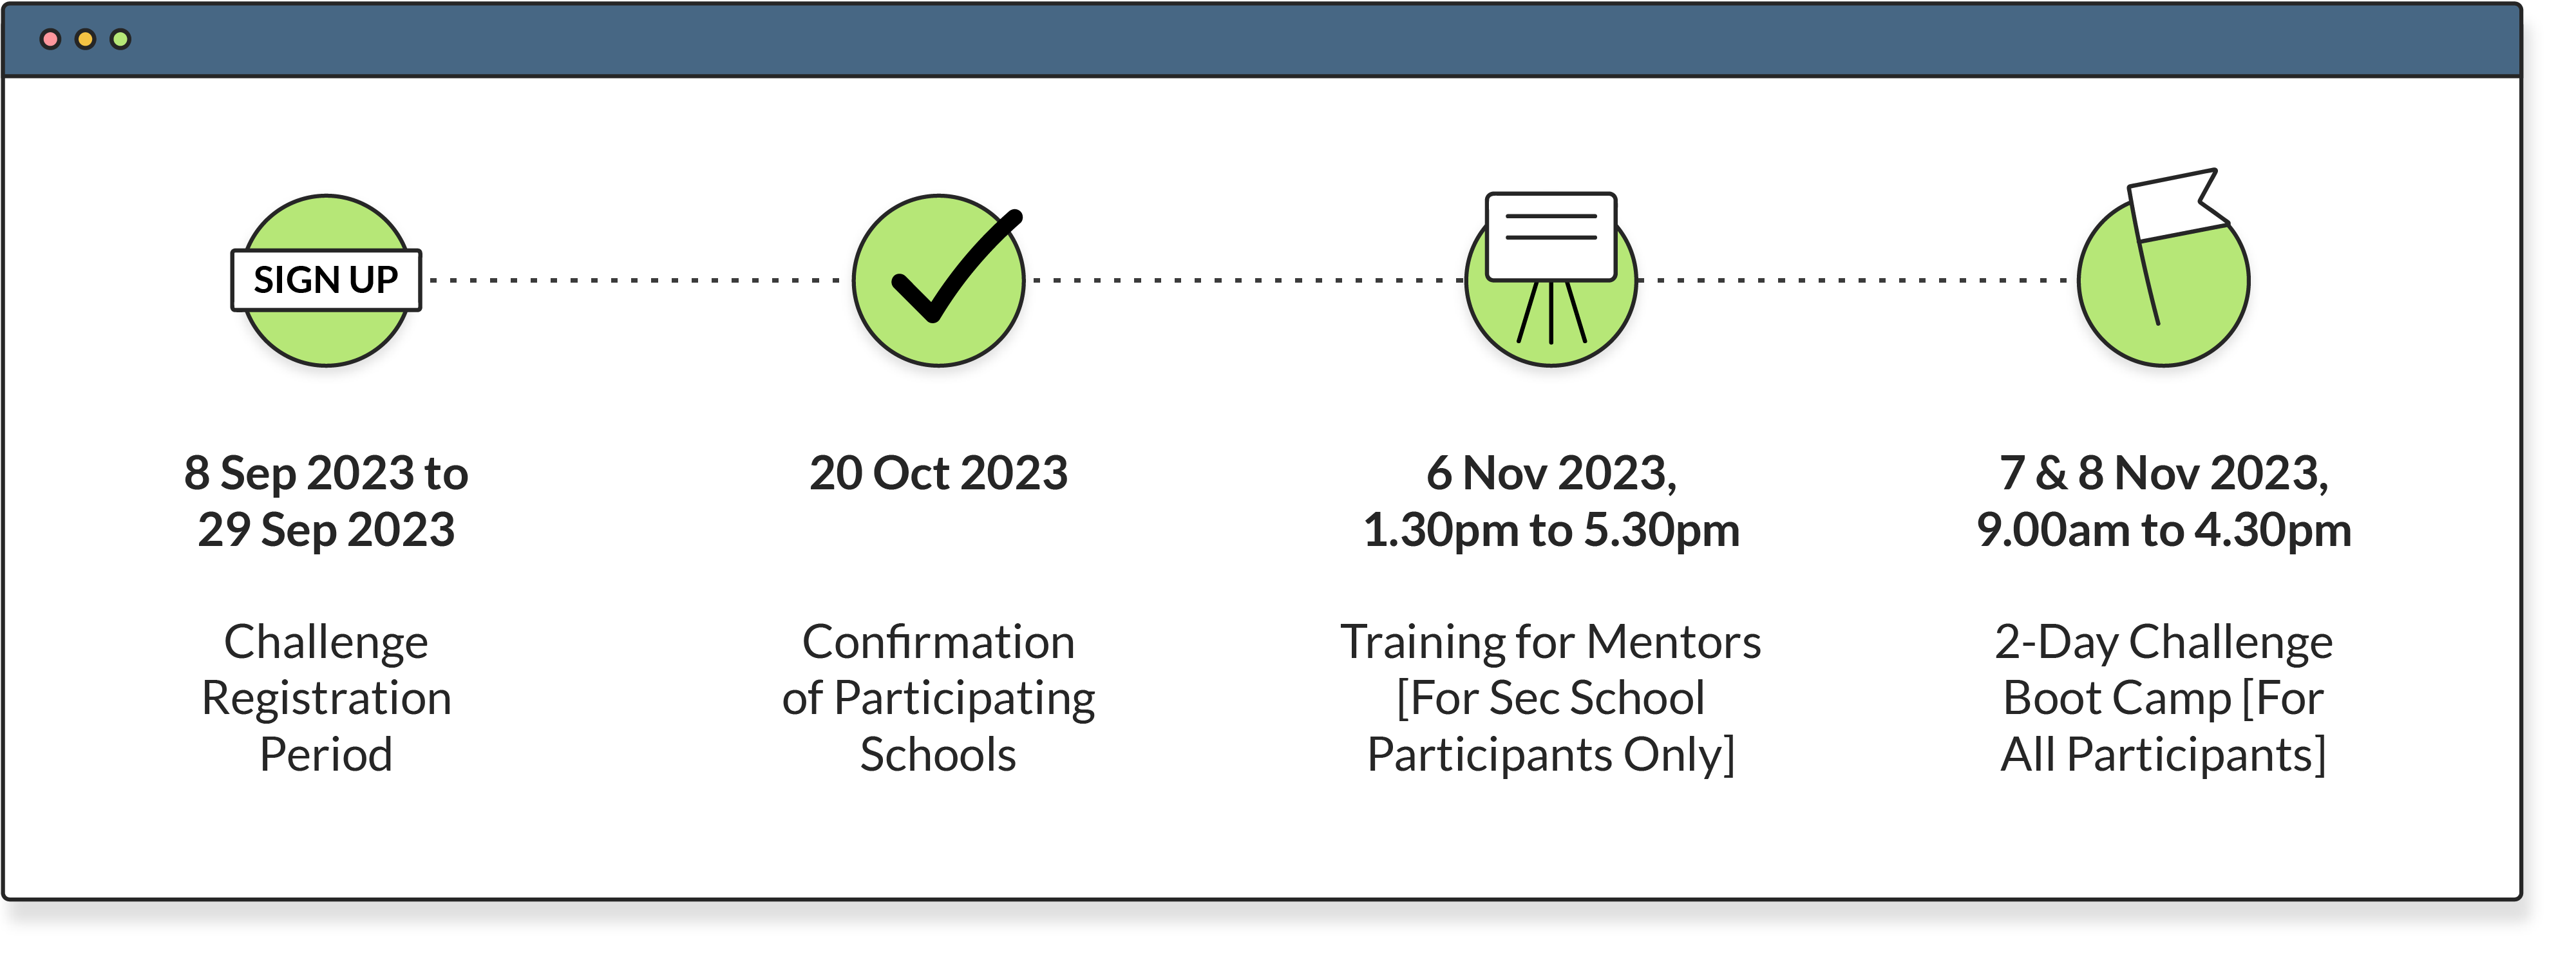 SIGN UP
8 Sep 2023 to
29 Sep 2023
Challenge
Registration
Period
20 Oct 2023
Confirmation
of Participating
Schools
6 Nov 2023,
1.30pm to 5.30pm
Training for Mentors
[For Sec School
Participants Only]
7 & 8 Nov 2023,
9.00am to 4.30pm
2-Day Challenge
Boot Camp [For
All Participants]